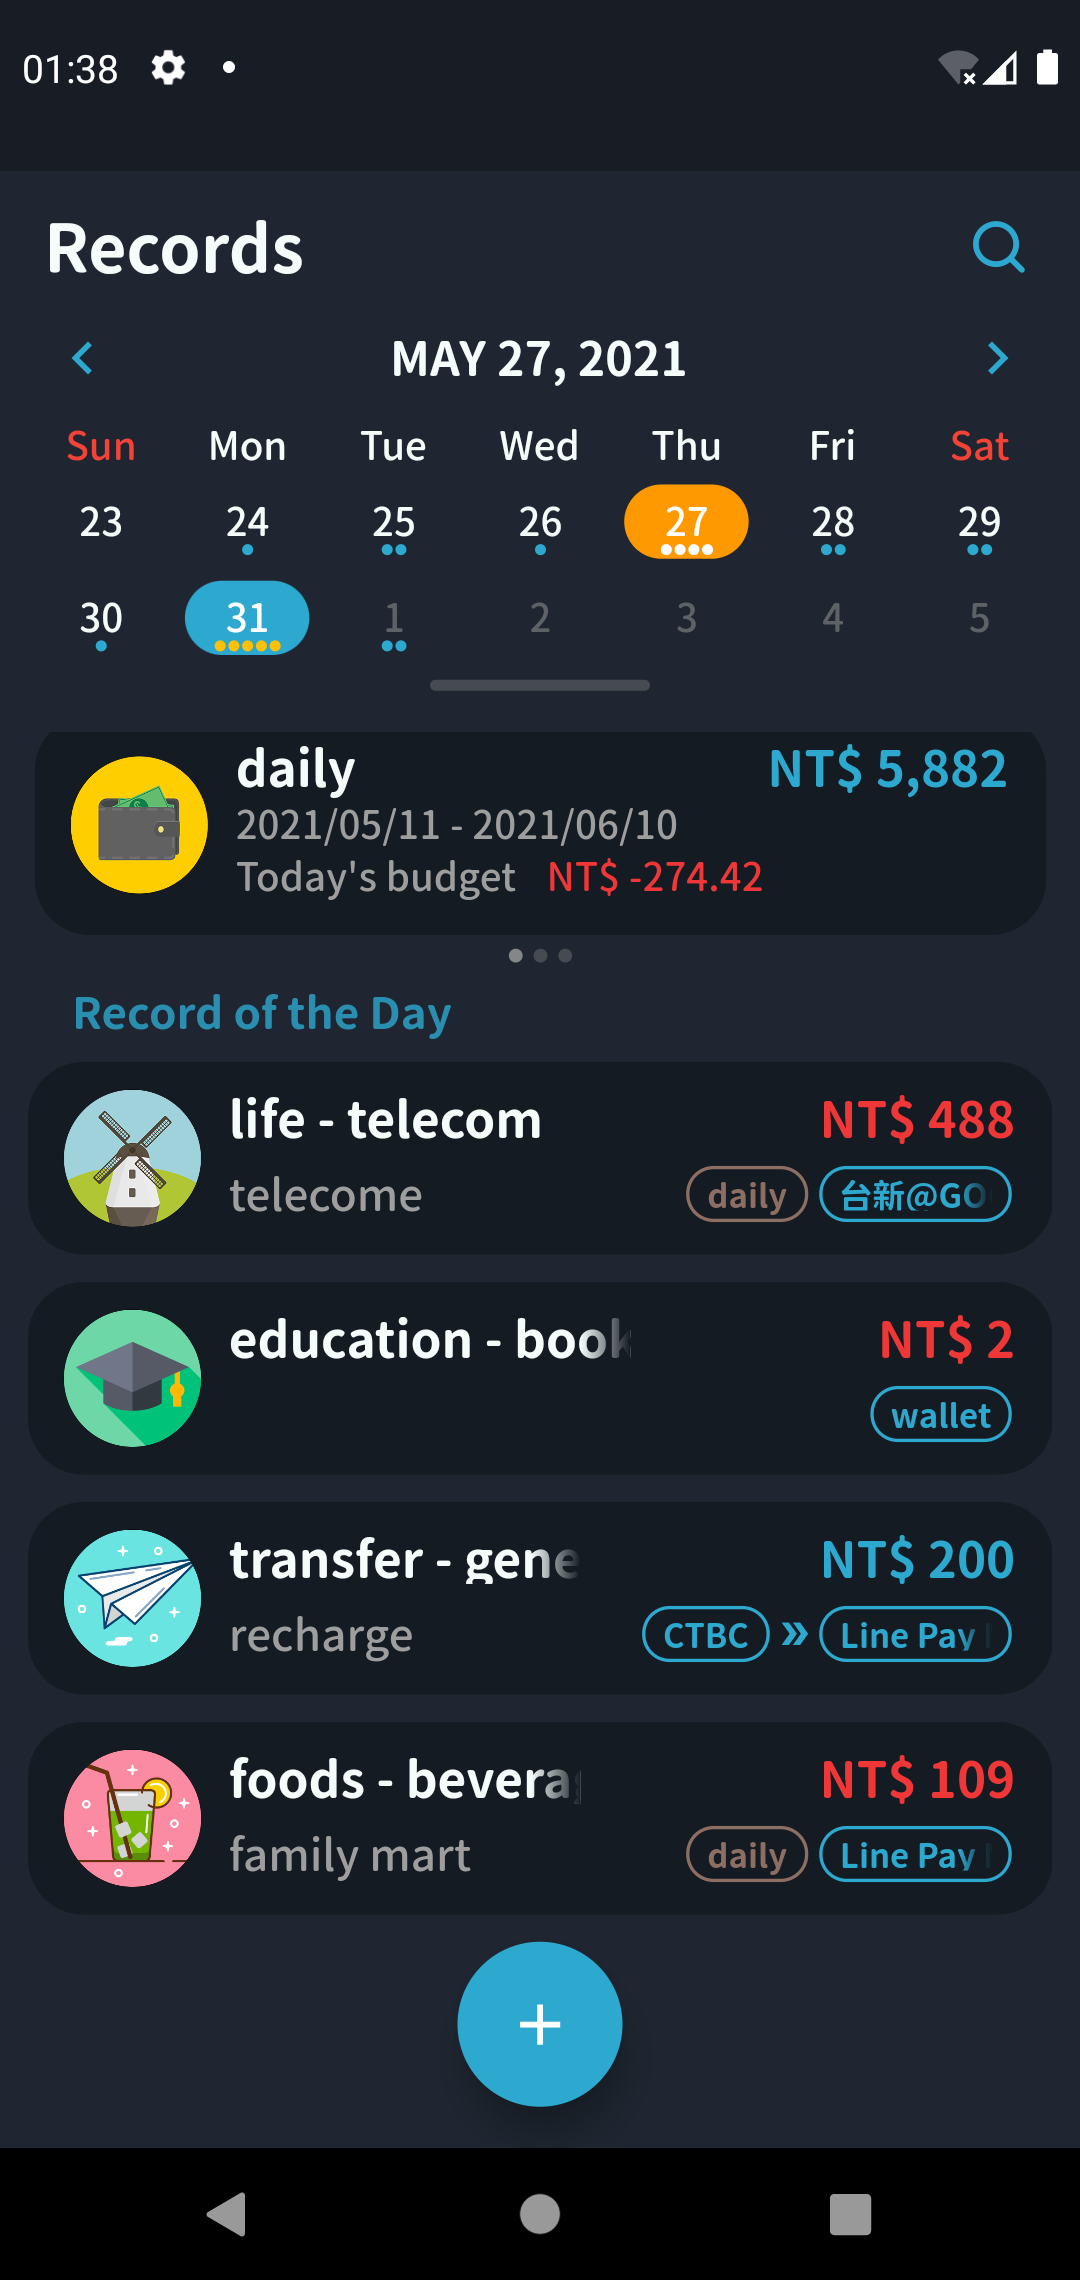 01:38
Records
MAY 27, 2021
Sun Mon Tue Wed Thu Fri Sat
23 24 25 26 27 28 29
30 31 1 2 3 4 5
daily NT$ 5,882
2021/05/11 - 2021/06/10
Today's budget NT$ -274.42
Record of the Day
life - telecom NT$ 488
telecome daily 台新@GO
education - book NT$ 2
wallet
transfer - gene NT$ 200
recharge CTBC » Line Pay
foods - bevera NT$ 109
family mart daily Line Pay